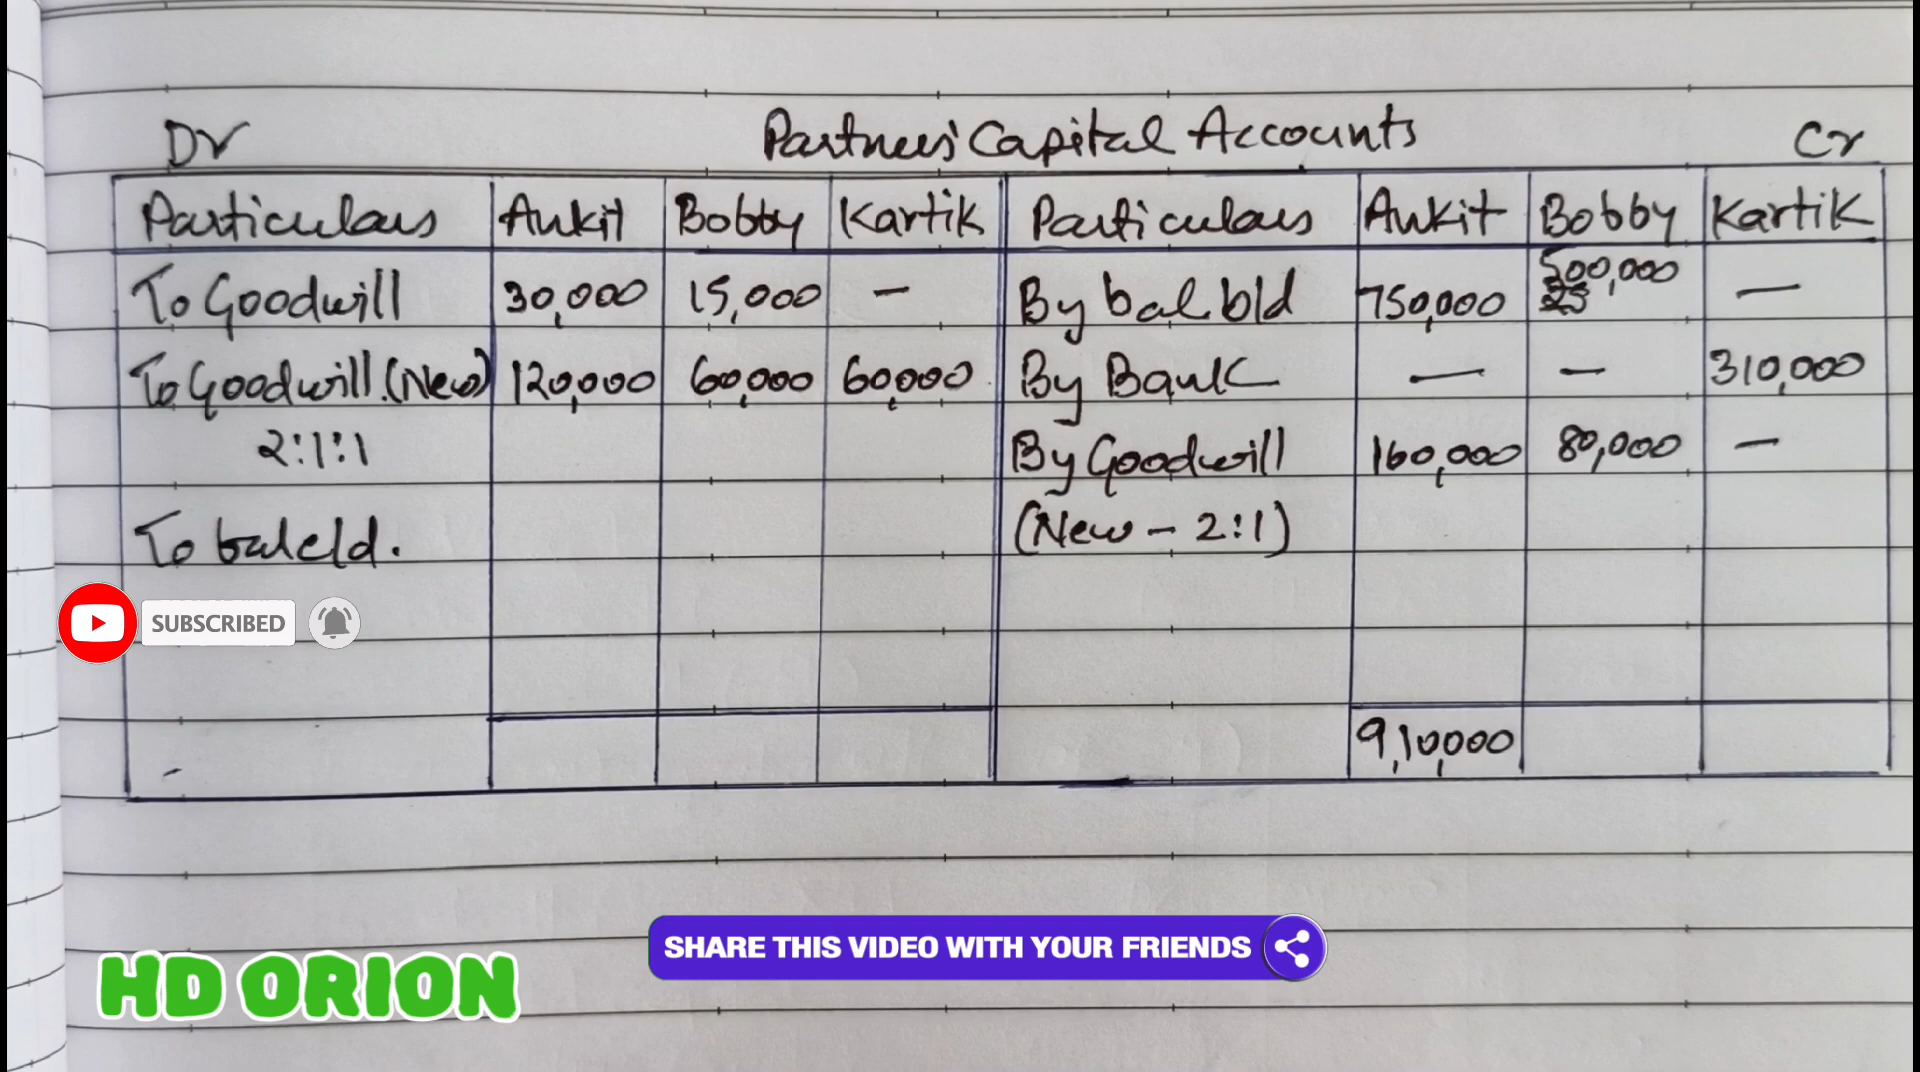 Dr Partners' Capital Accounts Cr
Particulars Ankit Bobby Kartik Particulars Ankit Bobby Kartik
To Goodwill 30,000 15,000 — By bal b/d 750,000 500,000 —
To Goodwill (New) 120,000 60,000 60,000 By Bank — — 310,000
2:1:1 By Goodwill 160,000 80,000 —
To bal c/d. (New - 2:1)
SUBSCRIBED
9,10,000
SHARE THIS VIDEO WITH YOUR FRIENDS
HD ORION